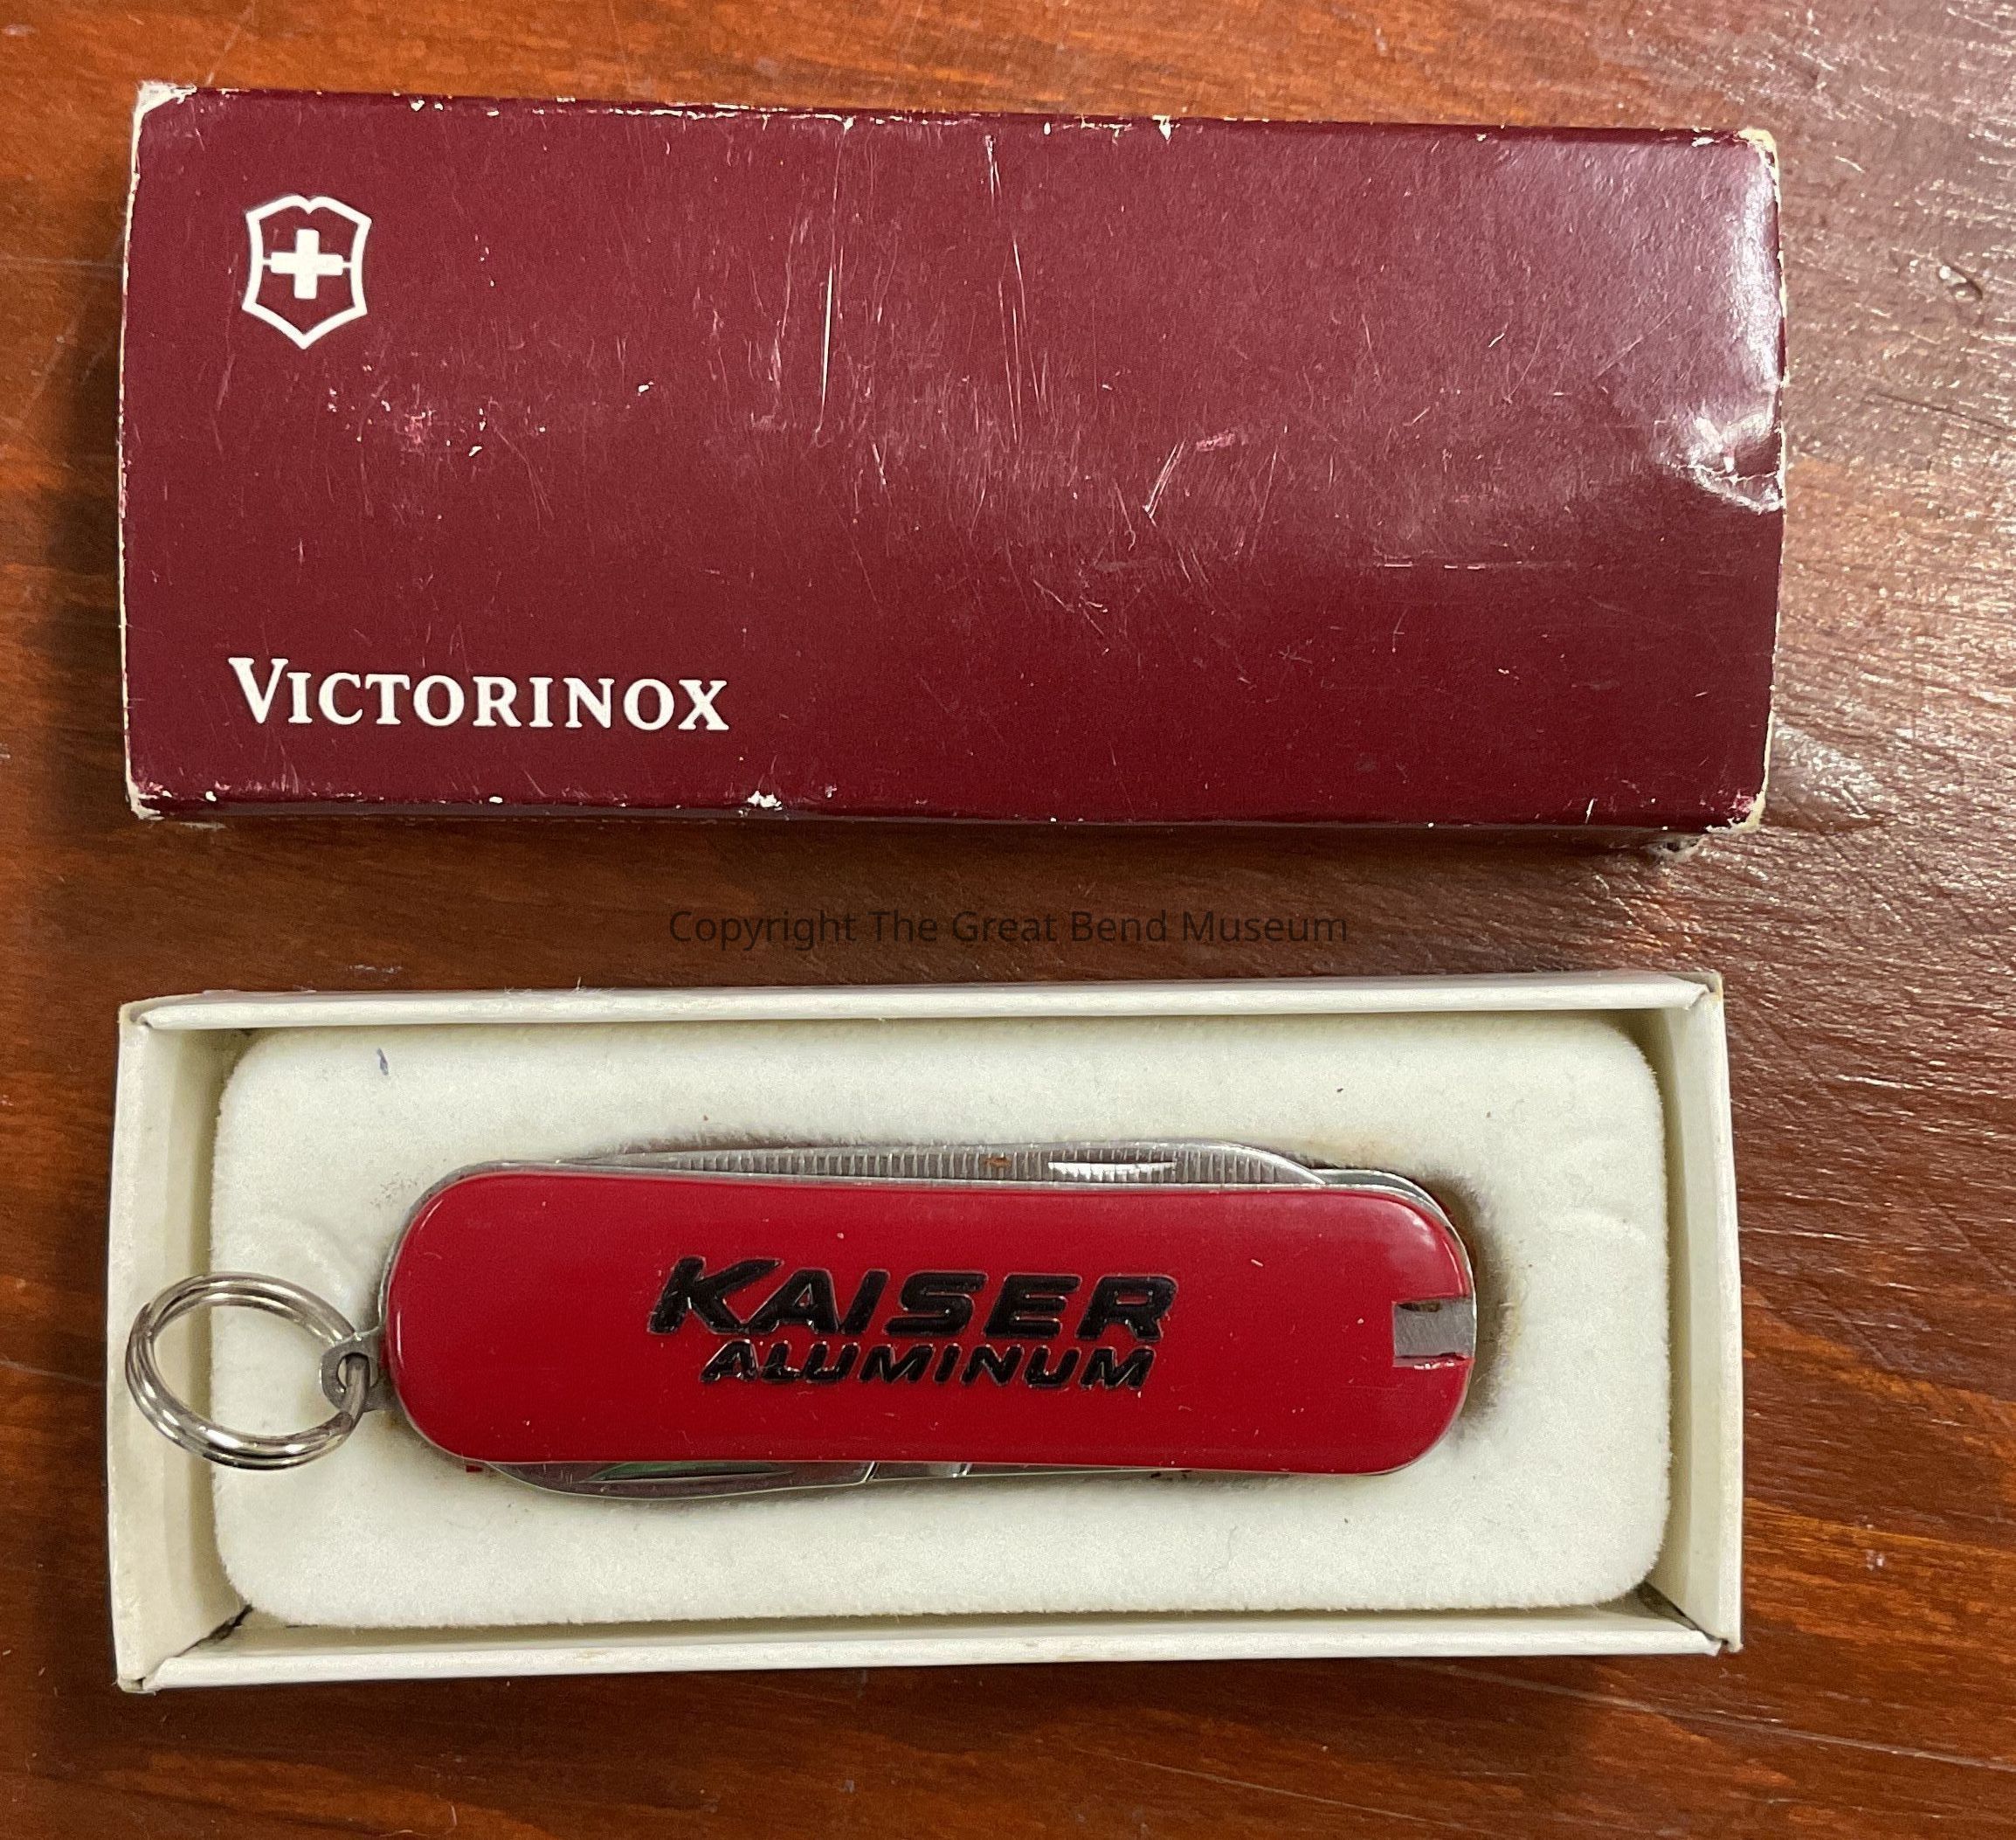 VICTORINOX
Copyright The Great Bend Museum
KAISER
ALUMINUM